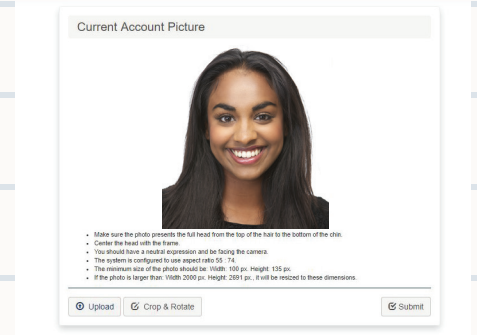 Current Account Picture
Make sure the photo presents the full head from the top of the hair to the bottom of the chin.
Center the head with the frame.
You should have a neutral expression and be facing the camera.
The system is configured to use aspect ratio 55 : 74.
The minimum size of the photo should be: Width: 100 px. Height: 135 px.
If the photo is larger than: Width 2000 px. Height: 2691 px., it will be resized to these dimensions.
Upload
Crop & Rotate
Submit